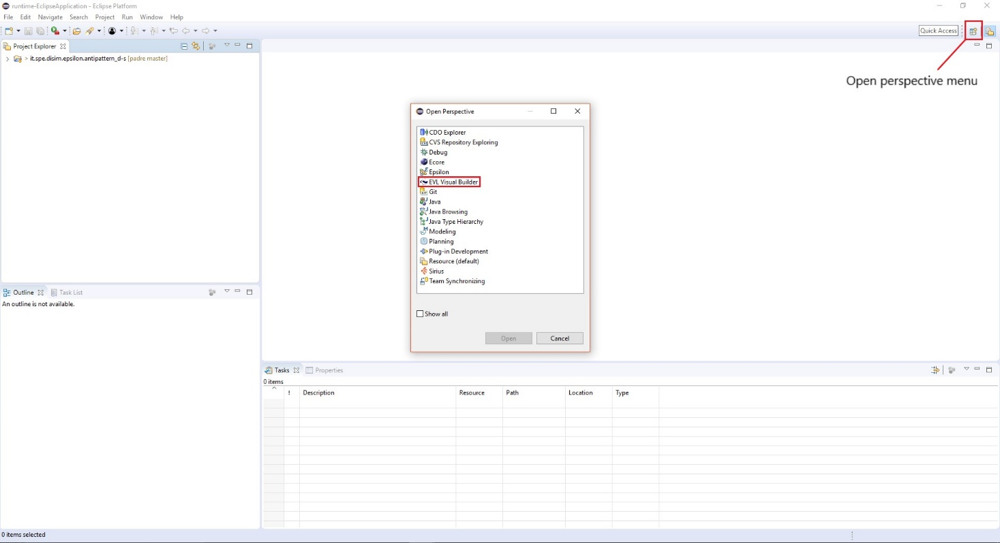 runtime-EclipseApplication - Eclipse Platform
File Edit Navigate Search Project Run Window Help
Quick Access
Project Explorer
> it.spe.disim.epsilon.antipattern_d-s [padre master]
Open perspective menu
Open Perspective
CDO Explorer
CVS Repository Exploring
Debug
Ecore
Epsilon
EVL Visual Builder
Git
Java
Java Browsing
Java Type Hierarchy
Modeling
Planning
Plug-in Development
Resource (default)
Sirius
Team Synchronizing
Show all
Open Cancel
Outline Task List
An outline is not available.
Tasks Properties
0 items
! Description Resource Path Location Type
0 items selected